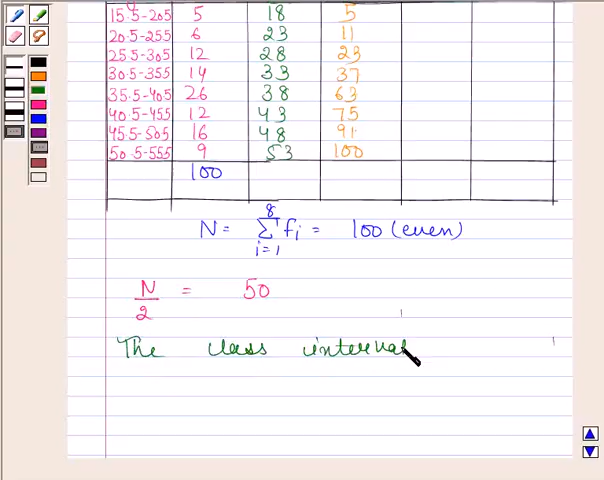 15.5-20.5 5 18 5
20.5-25.5 6 23 11
25.5-30.5 12 28 23
30.5-35.5 14 33 37
35.5-40.5 26 38 63
40.5-45.5 12 43 75
45.5-50.5 16 48 91
50.5-55.5 9 53 100
100
N = 8 Σ i=1 fi = 100 (even)
N/2 = 50
The class interval